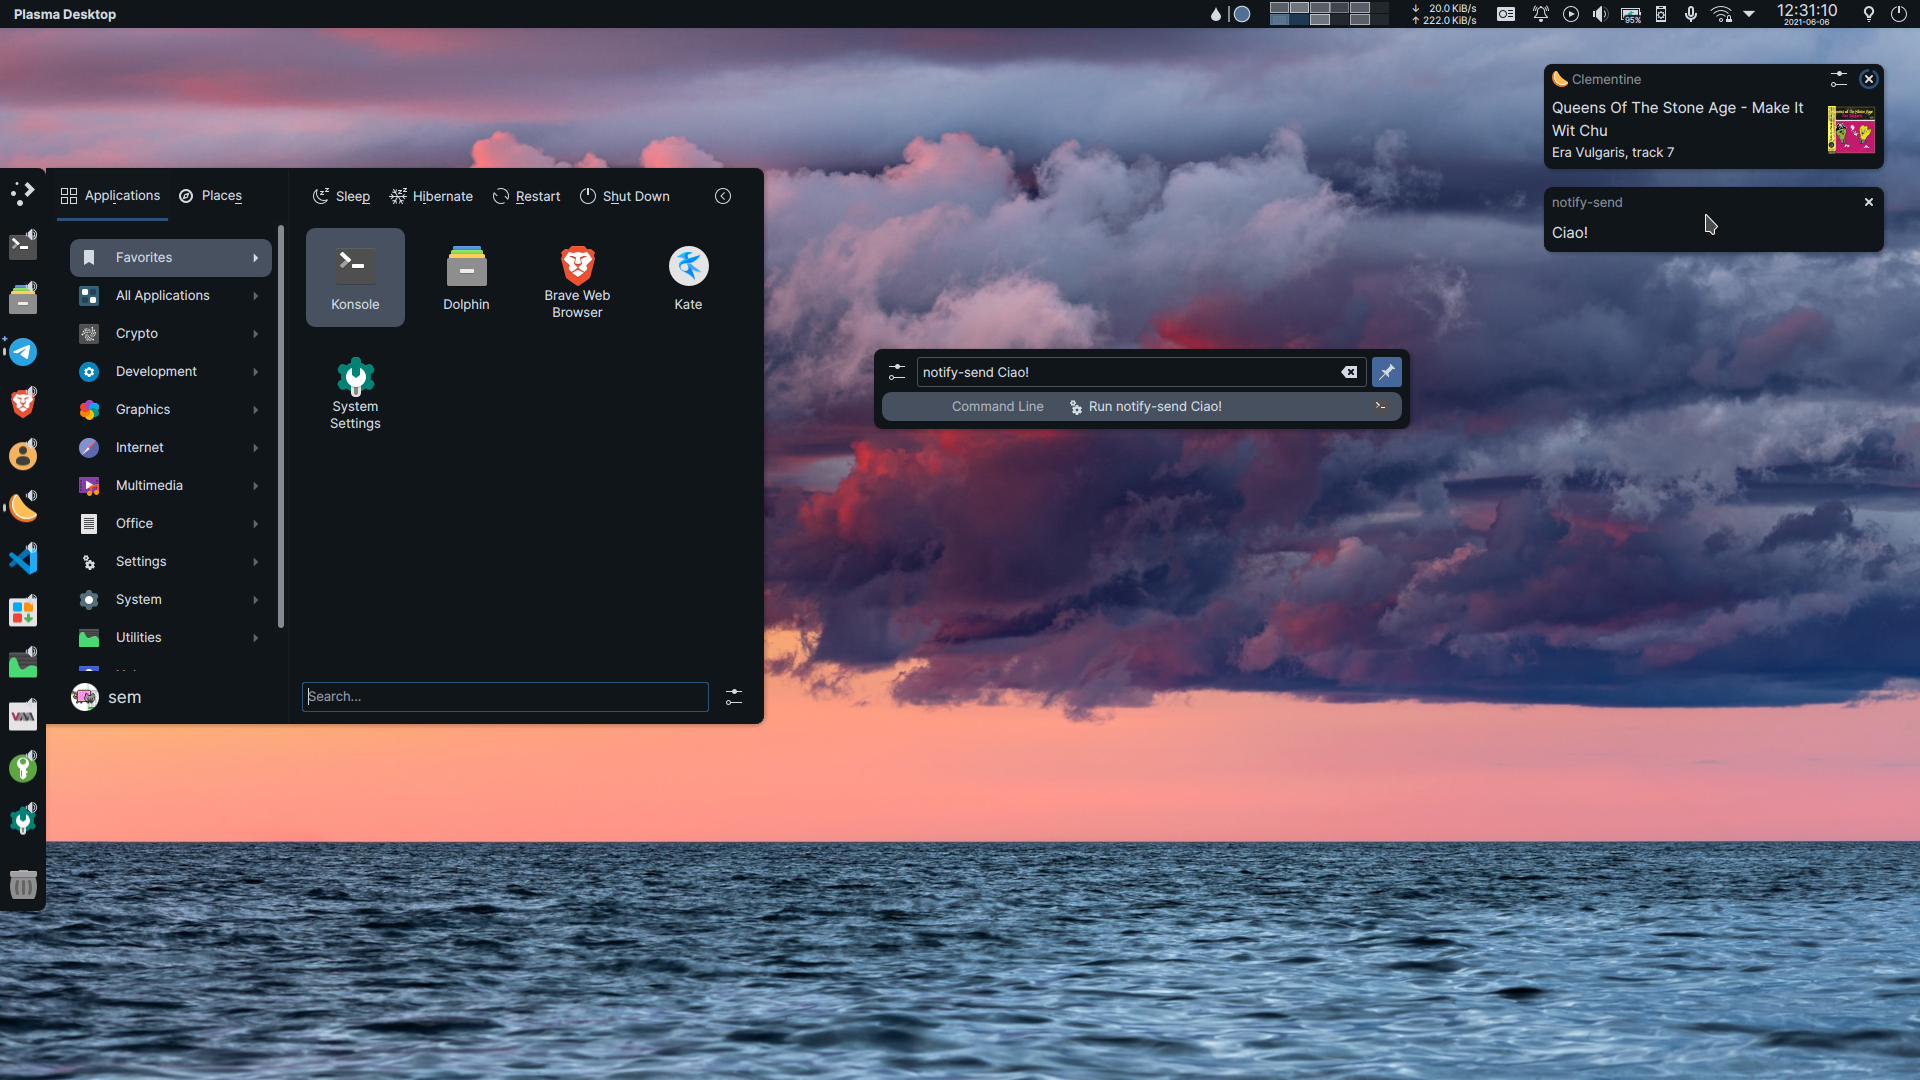 Plasma Desktop
20.0 KiB/s
222.0 KiB/s
95%
12:31:10
2021-06-06
Clementine
Queens Of The Stone Age - Make It
Wit Chu
Era Vulgaris, track 7
notify-send
Ciao!
Applications
Places
Sleep
Hibernate
Restart
Shut Down
Favorites
All Applications
Crypto
Development
Graphics
Internet
Multimedia
Office
Settings
System
Utilities
sem
Konsole
Dolphin
Brave Web
Browser
Kate
System
Settings
Search...
notify-send Ciao!
Command Line
Run notify-send Ciao!